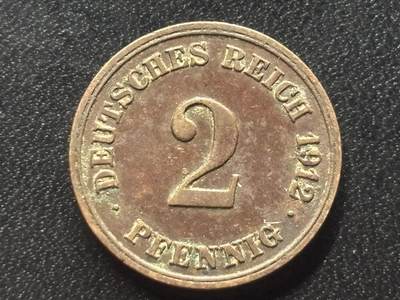 · DEUTSCHES REICH 1912 ·
2
PFENNIG